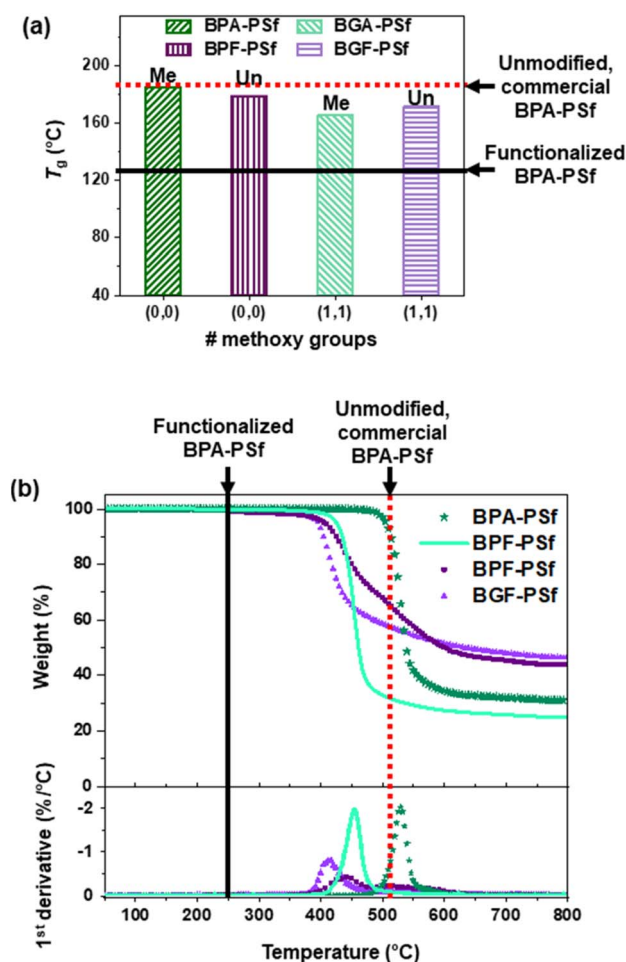 (a)
BPA-PSf
BGA-PSf
BPF-PSf
BGF-PSf
Me
Un
Me
Un
Unmodified,
commercial
BPA-PSf
Functionalized
BPA-PSf
Tg (°C)
200
160
120
80
40
(0,0)
(0,0)
(1,1)
(1,1)
# methoxy groups
Functionalized
BPA-PSf
Unmodified,
commercial
BPA-PSf
(b)
BPA-PSf
BPF-PSf
BPF-PSf
BGF-PSf
Weight (%)
100
80
60
40
20
0
1st derivative (%/°C)
-2
-1
0
100 200 300 400 500 600 700 800
Temperature (°C)